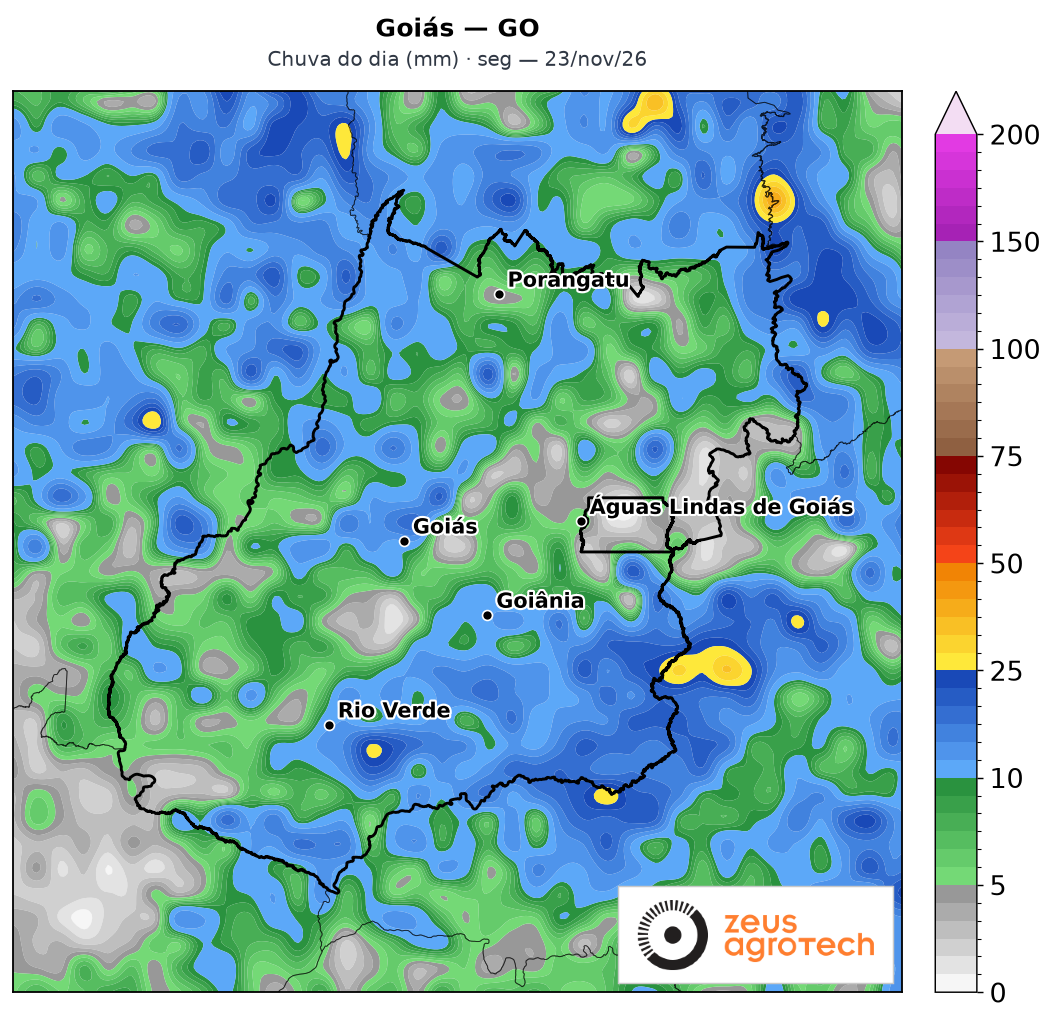 Goiás — GO
Chuva do dia (mm) · seg — 23/nov/26
200
150
100
75
50
25
10
5
0
Porangatu
Águas Lindas de Goiás
Goiás
Goiânia
Rio Verde
zeus
agrotech